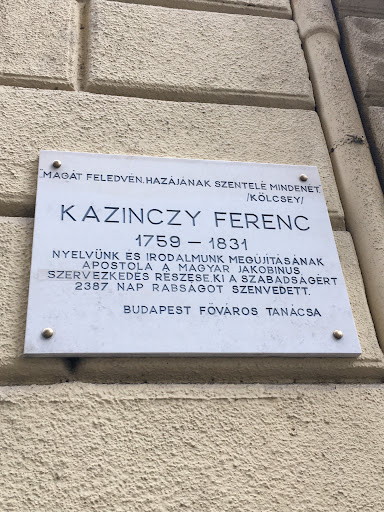 „MAGÁT FELEDVEN, HAZÁJÁNAK SZENTELE MINDENET.
/KÖLCSEY/
KAZINCZY FERENC
1759 – 1831
NYELVÜNK ÉS IRODALMUNK MEGÚJÍTÁSÁNAK
APOSTOLA A MAGYAR JAKOBINUS
SZERVEZKEDÉS RÉSZESE, KI A SZABADSÁGÉRT
2387 NAP RABSÁGOT SZENVEDETT.
BUDAPEST FŐVÁROS TANÁCSA